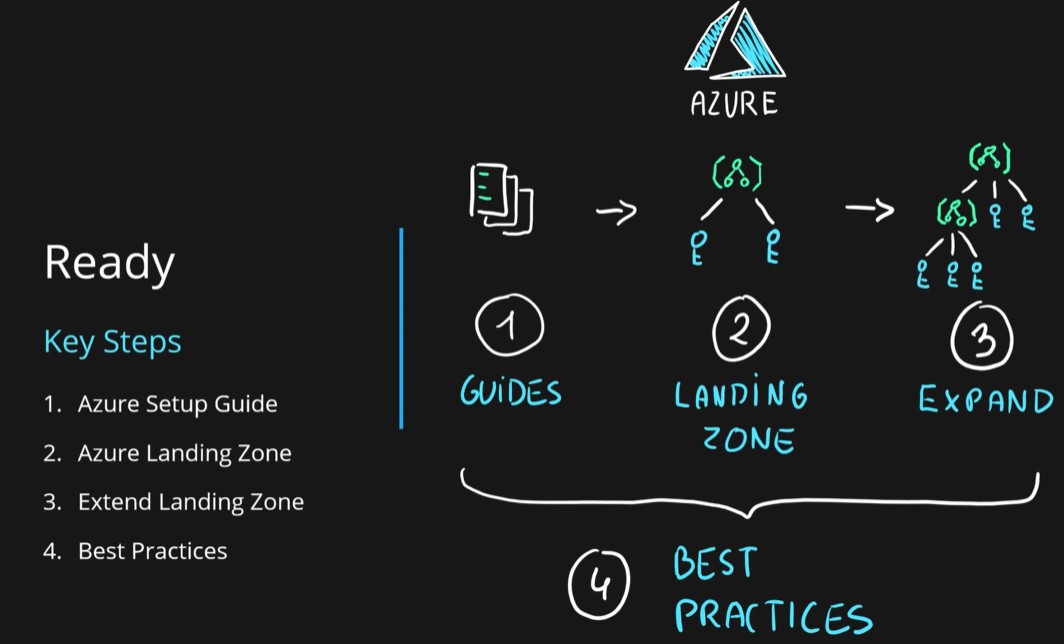 Ready
Key Steps
1. Azure Setup Guide
2. Azure Landing Zone
3. Extend Landing Zone
4. Best Practices
AZURE
1
GUIDES
2
LANDING
ZONE
3
EXPAND
4
BEST
PRACTICES